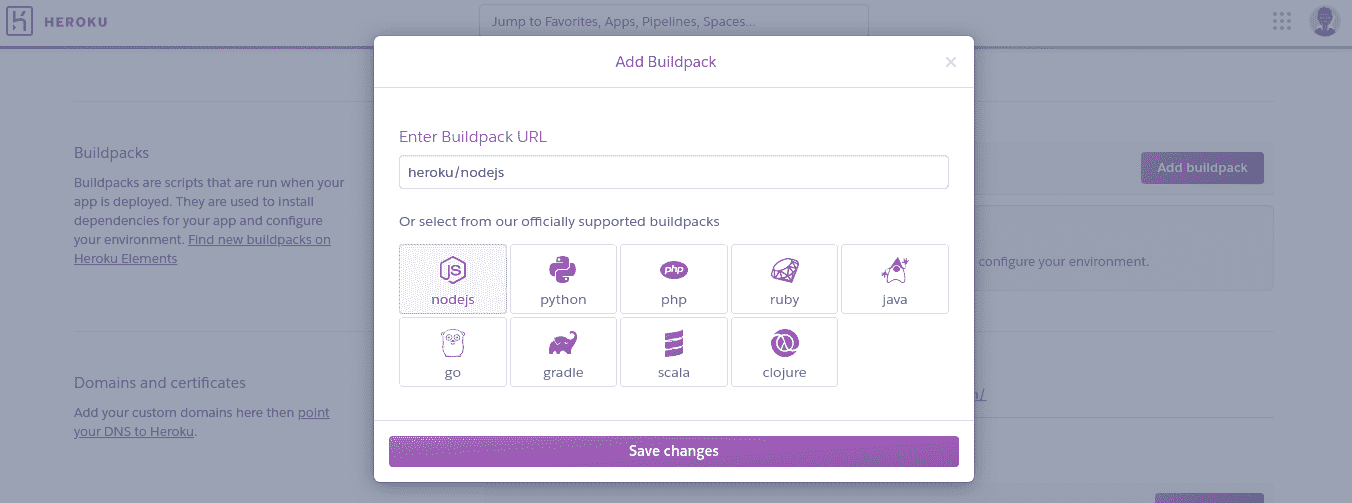 HEROKU
Jump to Favorites, Apps, Pipelines, Spaces...
Add Buildpack
×
Enter Buildpack URL
heroku/nodejs
Or select from our officially supported buildpacks
JS
nodejs
python
php
php
ruby
java
go
gradle
scala
clojure
Save changes
Buildpacks
Buildpacks are scripts that are run when your
app is deployed. They are used to install
dependencies for your app and configure
your environment. Find new buildpacks on
Heroku Elements
Add buildpack
configure your environment.
Domains and certificates
Add your custom domains here then point
your DNS to Heroku.
/